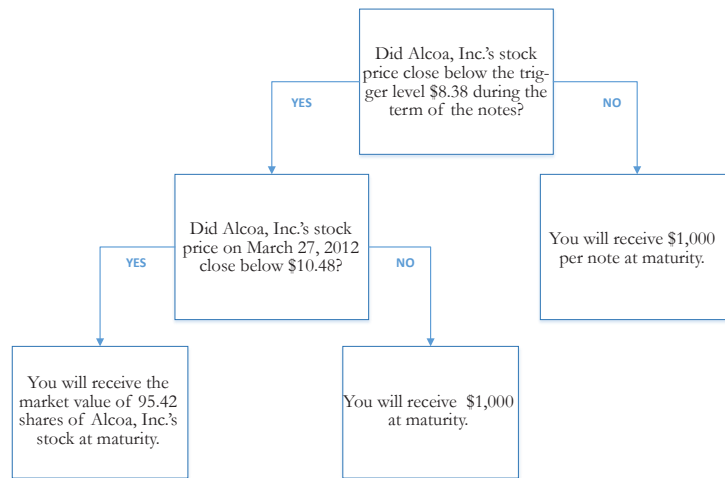 Did Alcoa, Inc.'s stock
price close below the trig-
ger level $8.38 during the
term of the notes?
YES
NO
Did Alcoa, Inc.'s stock
price on March 27, 2012
close below $10.48?
You will receive $1,000
per note at maturity.
YES
NO
You will receive the
market value of 95.42
shares of Alcoa, Inc.'s
stock at maturity.
You will receive $1,000
at maturity.